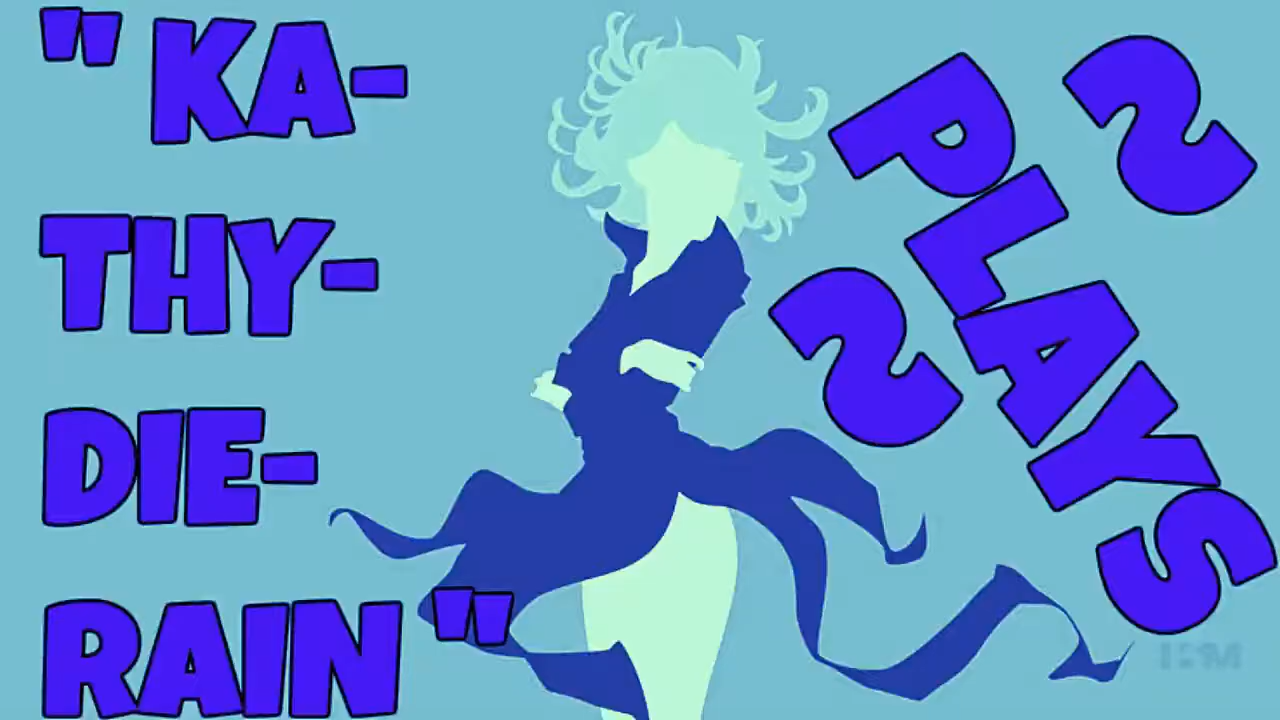 "KA-
THY-
DIE-
RAIN"
~ PLAYS ~